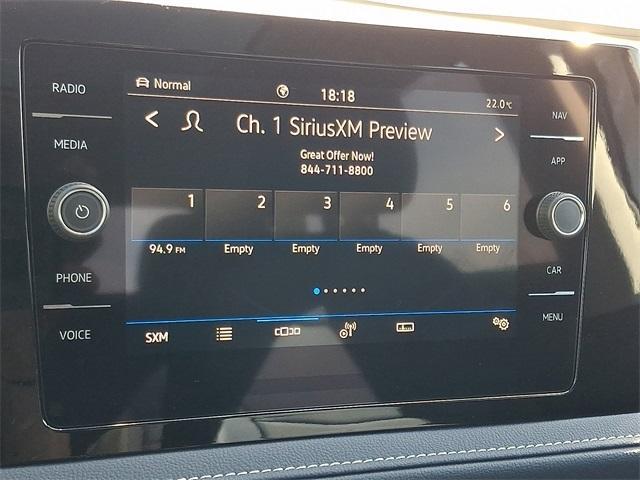 RADIO
MEDIA
PHONE
VOICE
Normal
18:18
22.0°C
< Ch. 1 SiriusXM Preview >
Great Offer Now!
844-711-8800
1 2 3 4 5 6
94.9 FM Empty Empty Empty Empty Empty
SXM
NAV
APP
CAR
MENU